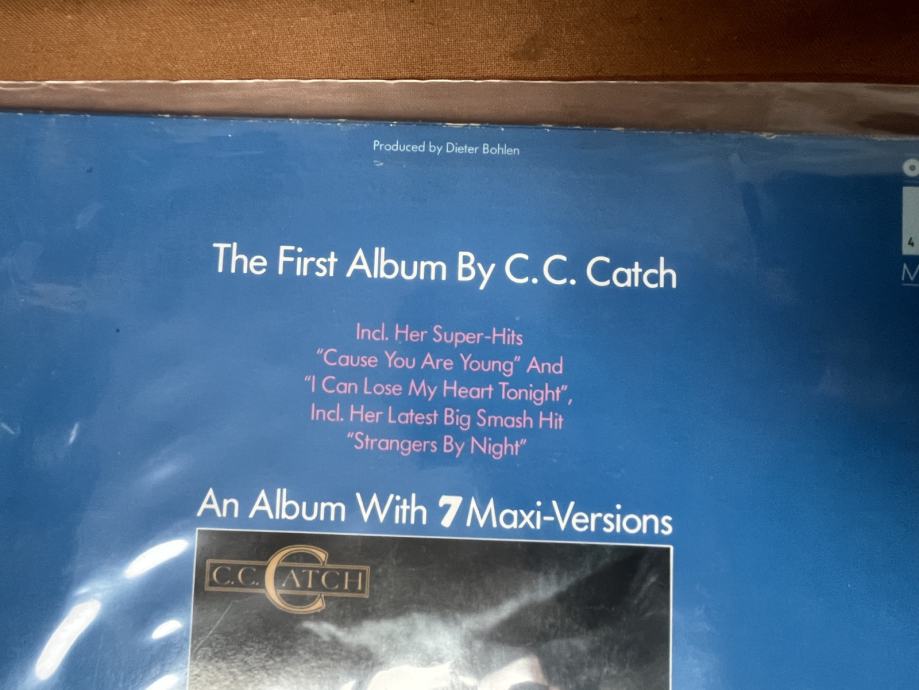 Produced by Dieter Bohlen
The First Album By C.C. Catch
Incl. Her Super-Hits
"Cause You Are Young" And
"I Can Lose My Heart Tonight",
Incl. Her Latest Big Smash Hit
"Strangers By Night"
An Album With 7 Maxi-Versions
C.C. CATCH
4
M